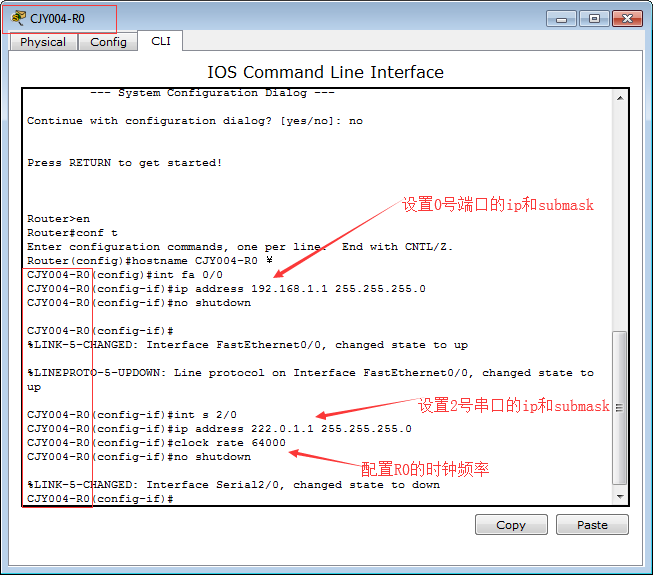 CJY004-R0
Physical Config CLI
IOS Command Line Interface
--- System Configuration Dialog ---
Continue with configuration dialog? [yes/no]: no
Press RETURN to get started!
设置0号端口的ip和submask
Router>en
Router#conf t
Enter configuration commands, one per line. End with CNTL/Z.
Router(config)#hostname CJY004-R0 ¥
CJY004-R0(config)#int fa 0/0
CJY004-R0(config-if)#ip address 192.168.1.1 255.255.255.0
CJY004-R0(config-if)#no shutdown
CJY004-R0(config-if)#
%LINK-5-CHANGED: Interface FastEthernet0/0, changed state to up
%LINEPROTO-5-UPDOWN: Line protocol on Interface FastEthernet0/0, changed state to
up
设置2号串口的ip和submask
CJY004-R0(config-if)#int s 2/0
CJY004-R0(config-if)#ip address 222.0.1.1 255.255.255.0
CJY004-R0(config-if)#clock rate 64000
CJY004-R0(config-if)#no shutdown
配置R0的时钟频率
%LINK-5-CHANGED: Interface Serial2/0, changed state to down
CJY004-R0(config-if)#
Copy Paste